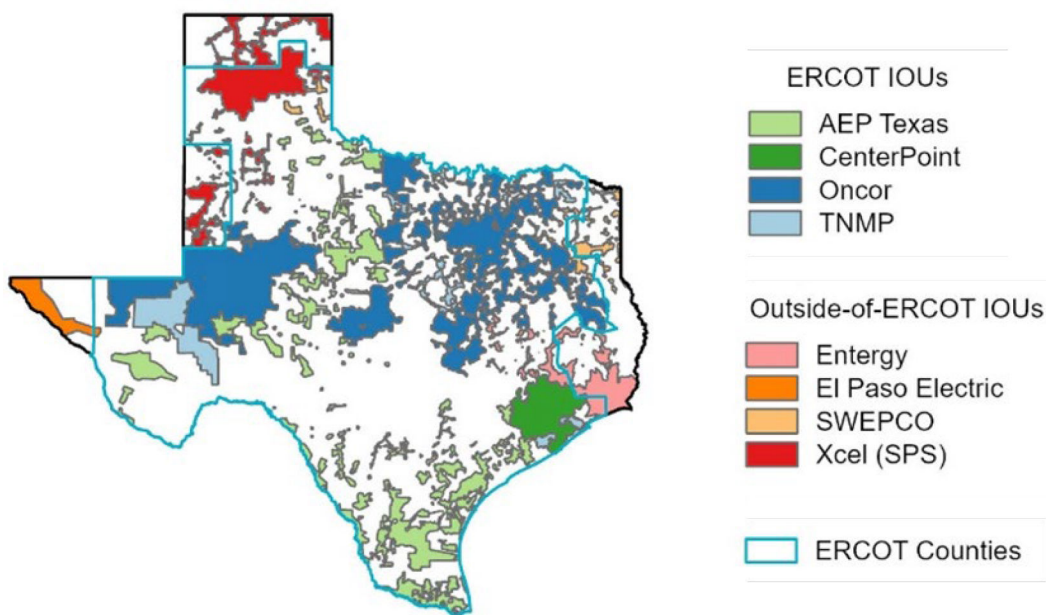 ERCOT IOUs
AEP Texas
CenterPoint
Oncor
TNMP
Outside-of-ERCOT IOUs
Entergy
El Paso Electric
SWEPCO
Xcel (SPS)
ERCOT Counties